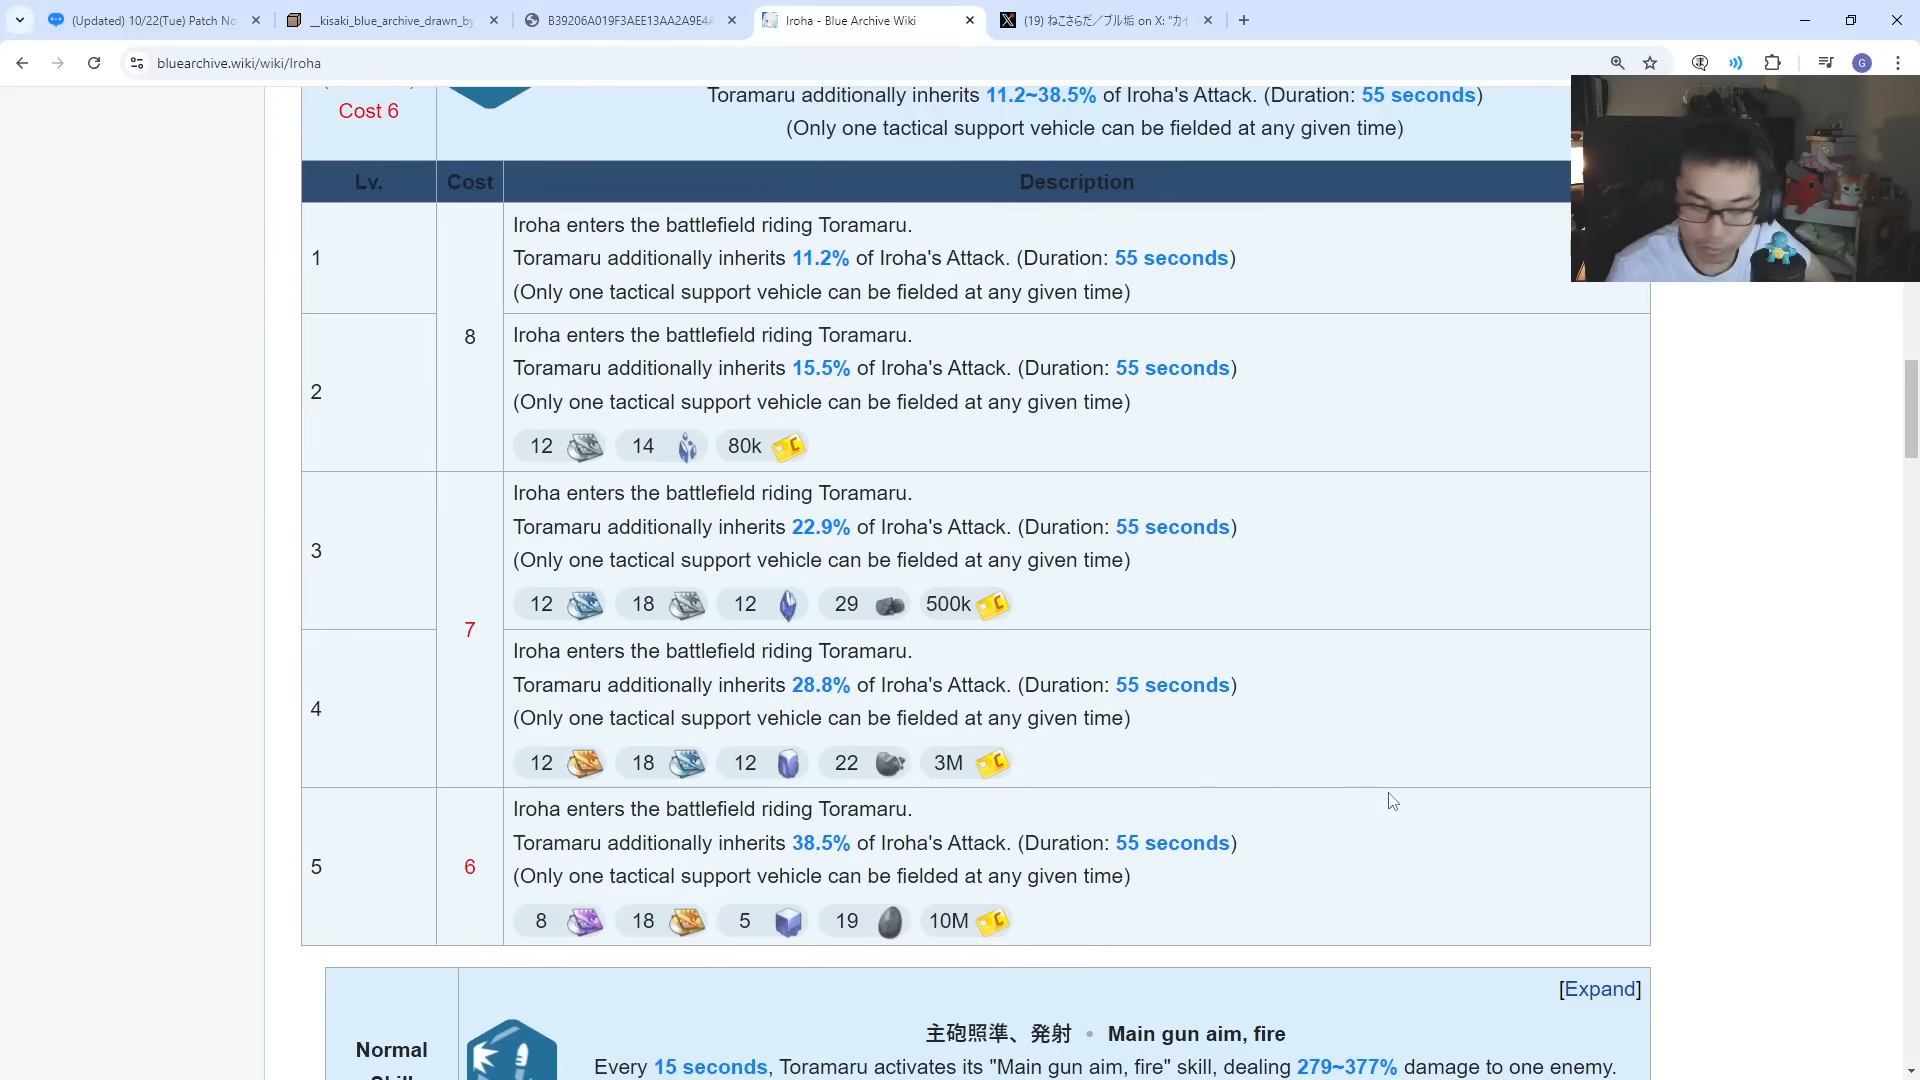 (Updated) 10/22(Tue) Patch No
__kisaki_blue_archive_drawn_by
B39206A019F3AEE13AA2A9E4A
Iroha - Blue Archive Wiki
(19) ねこさらだ／ブル垢 on X: "カイ
bluearchive.wiki/wiki/Iroha
G
Cost 6
Toramaru additionally inherits 11.2~38.5% of Iroha's Attack. (Duration: 55 seconds)
(Only one tactical support vehicle can be fielded at any given time)
Lv.
Cost
Description
1
8
Iroha enters the battlefield riding Toramaru.
Toramaru additionally inherits 11.2% of Iroha's Attack. (Duration: 55 seconds)
(Only one tactical support vehicle can be fielded at any given time)
2
Iroha enters the battlefield riding Toramaru.
Toramaru additionally inherits 15.5% of Iroha's Attack. (Duration: 55 seconds)
(Only one tactical support vehicle can be fielded at any given time)
12 14 80k
3
7
Iroha enters the battlefield riding Toramaru.
Toramaru additionally inherits 22.9% of Iroha's Attack. (Duration: 55 seconds)
(Only one tactical support vehicle can be fielded at any given time)
12 18 12 29 500k
4
Iroha enters the battlefield riding Toramaru.
Toramaru additionally inherits 28.8% of Iroha's Attack. (Duration: 55 seconds)
(Only one tactical support vehicle can be fielded at any given time)
12 18 12 22 3M
5
6
Iroha enters the battlefield riding Toramaru.
Toramaru additionally inherits 38.5% of Iroha's Attack. (Duration: 55 seconds)
(Only one tactical support vehicle can be fielded at any given time)
8 18 5 19 10M
[Expand]
Normal
主砲照準、発射 • Main gun aim, fire
Every 15 seconds, Toramaru activates its "Main gun aim, fire" skill, dealing 279~377% damage to one enemy.